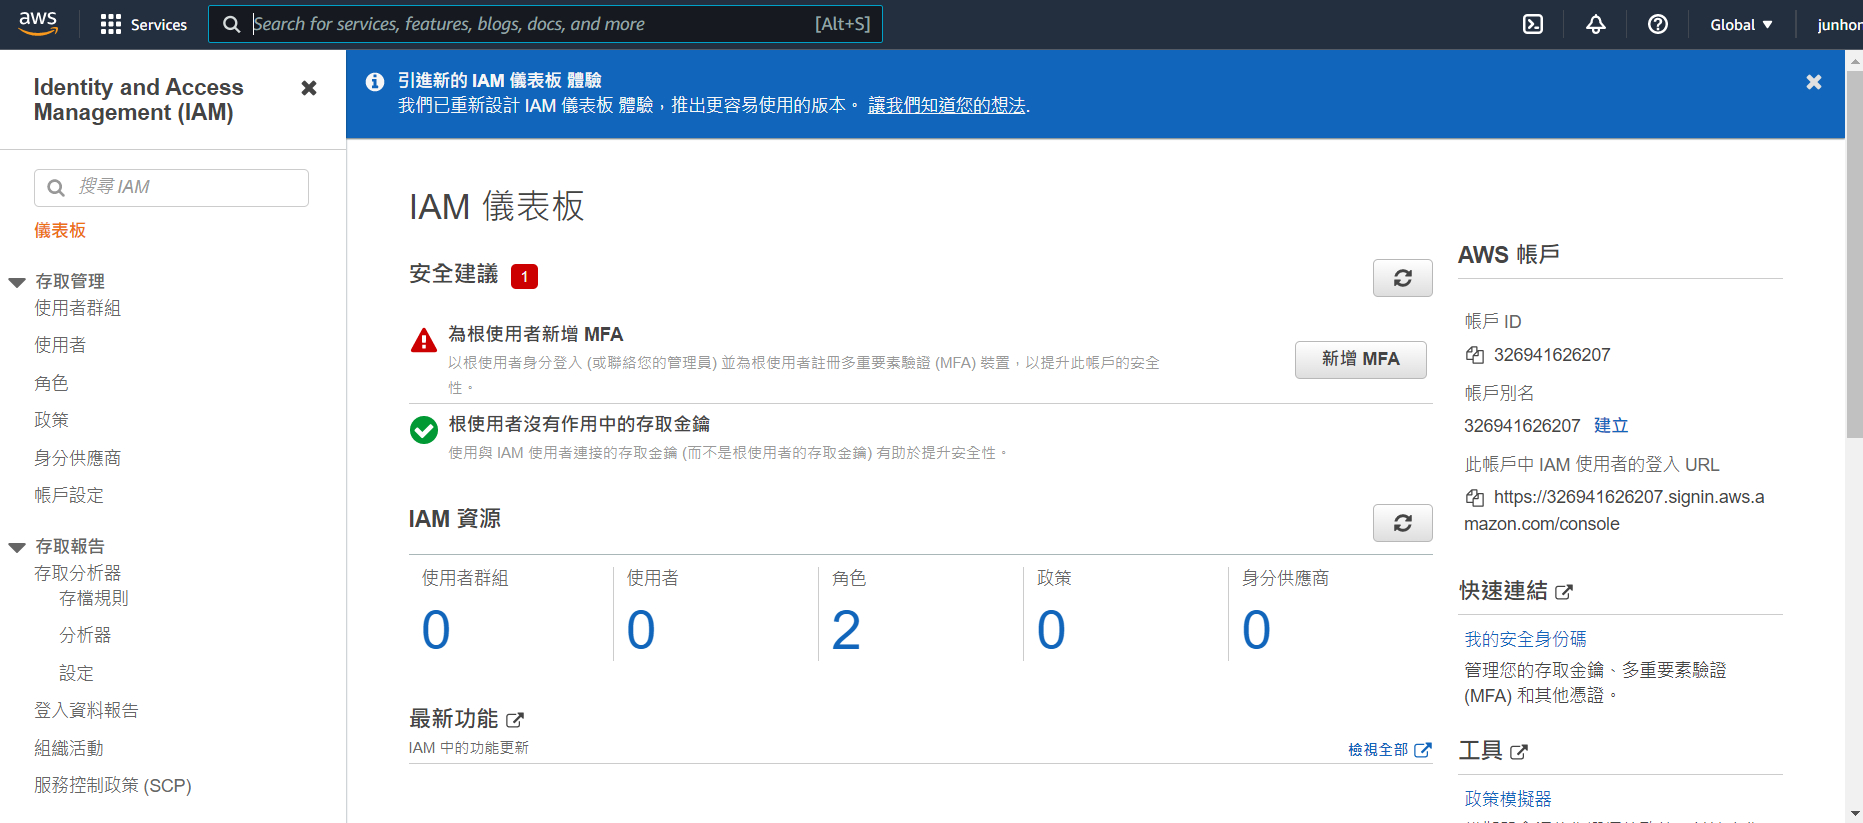 aws
Services
Search for services, features, blogs, docs, and more
[Alt+S]
Global
junhor
Identity and Access
Management (IAM)
搜尋 IAM
儀表板
存取管理
使用者群組
使用者
角色
政策
身分供應商
帳戶設定
存取報告
存取分析器
存檔規則
分析器
設定
登入資料報告
組織活動
服務控制政策 (SCP)
引進新的 IAM 儀表板 體驗
我們已重新設計 IAM 儀表板 體驗，推出更容易使用的版本。 讓我們知道您的想法.
IAM 儀表板
安全建議 1
為根使用者新增 MFA
以根使用者身分登入 (或聯絡您的管理員) 並為根使用者註冊多重要素驗證 (MFA) 裝置，以提升此帳戶的安全
性。
新增 MFA
根使用者沒有作用中的存取金鑰
使用與 IAM 使用者連接的存取金鑰 (而不是根使用者的存取金鑰) 有助於提升安全性。
IAM 資源
使用者群組
0
使用者
0
角色
2
政策
0
身分供應商
0
最新功能
IAM 中的功能更新
檢視全部
AWS 帳戶
帳戶 ID
326941626207
帳戶別名
326941626207 建立
此帳戶中 IAM 使用者的登入 URL
https://326941626207.signin.aws.a
mazon.com/console
快速連結
我的安全身份碼
管理您的存取金鑰、多重要素驗證
(MFA) 和其他憑證。
工具
政策模擬器